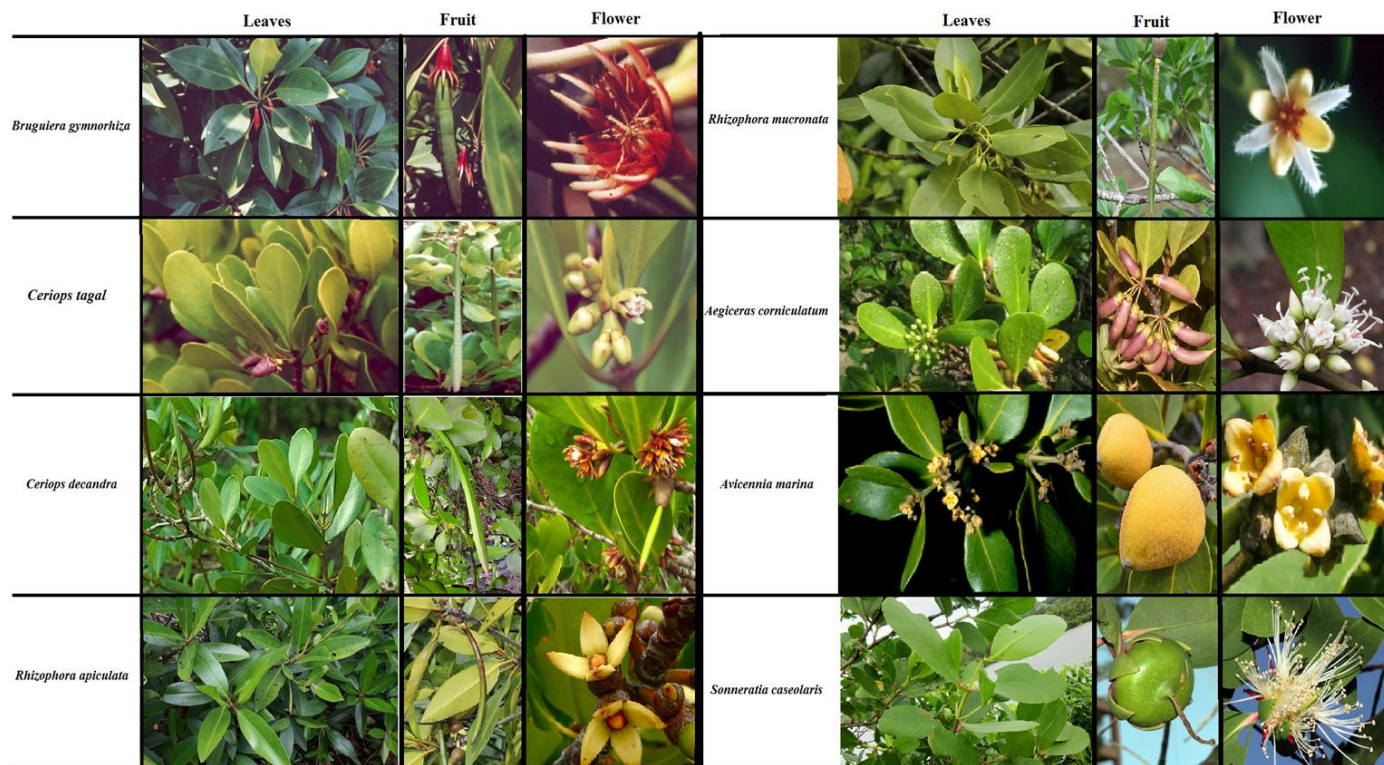 Leaves Fruit Flower Leaves Fruit Flower
Bruguiera gymnorhiza Rhizophora mucronata
Ceriops tagal Aegiceras corniculatum
Ceriops decandra Avicennia marina
Rhizophora apiculata Sonneratia caseolaris